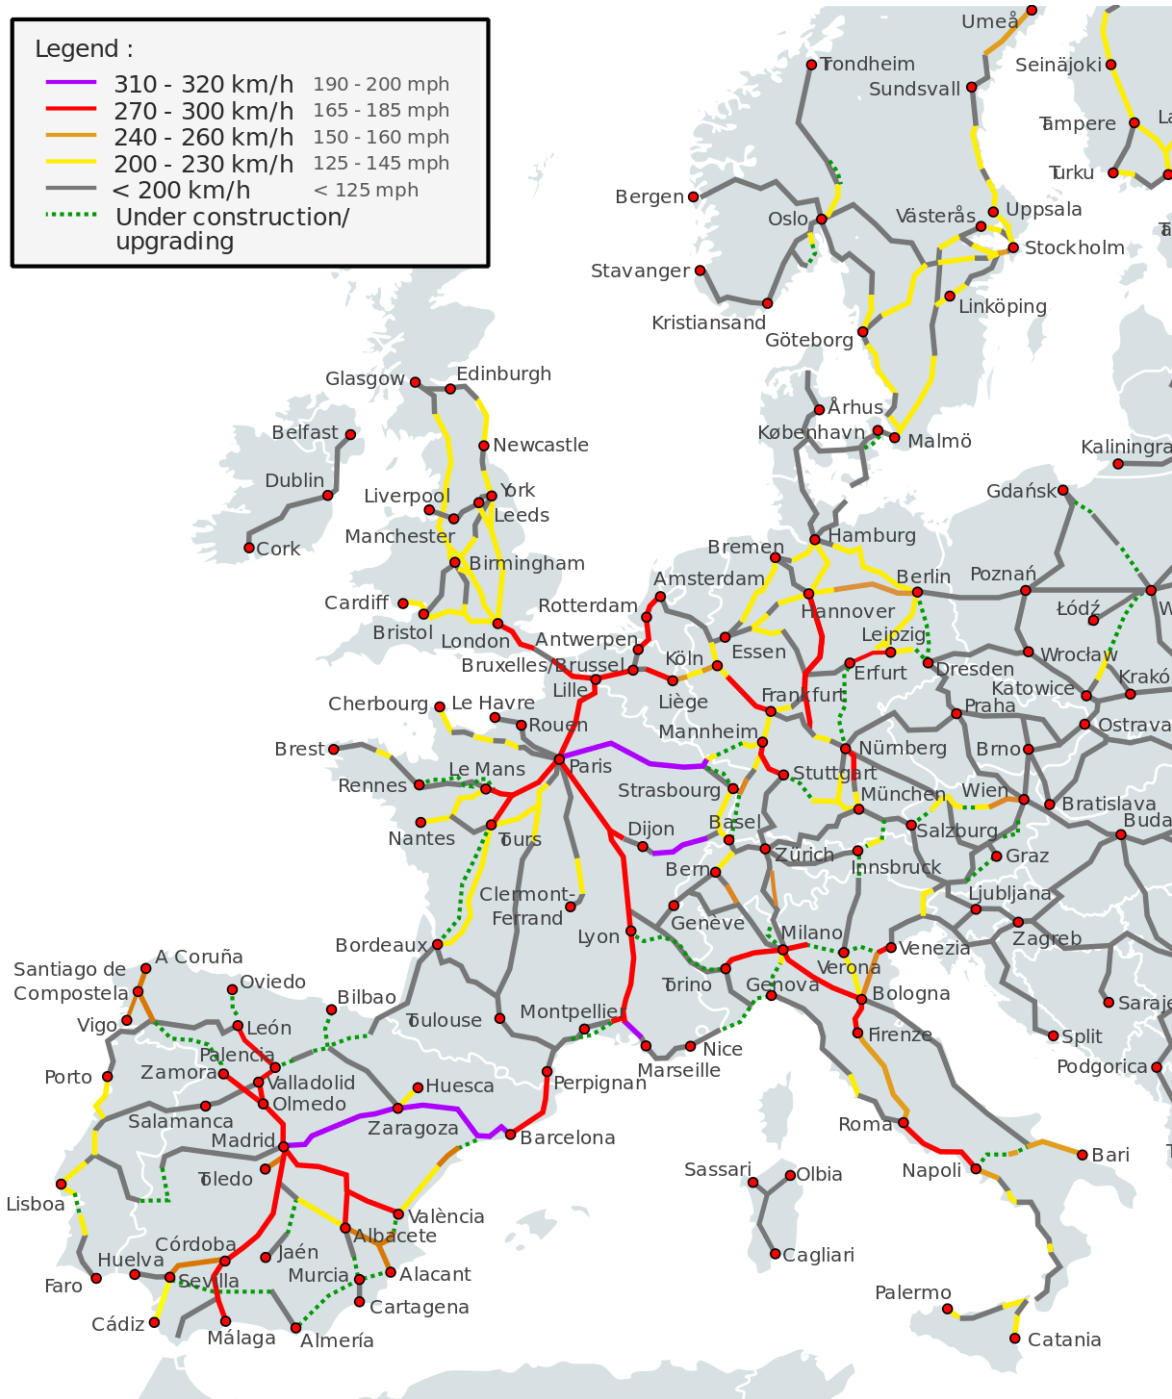 Legend :
310 - 320 km/h 190 - 200 mph
270 - 300 km/h 165 - 185 mph
240 - 260 km/h 150 - 160 mph
200 - 230 km/h 125 - 145 mph
< 200 km/h < 125 mph
Under construction/
upgrading
Umeå
Trondheim
Seinäjoki
Sundsvall
Tampere
Turku
Bergen
Oslo
Västerås
Uppsala
Stockholm
Stavanger
Linköping
Kristiansand
Göteborg
Glasgow
Edinburgh
Århus
Belfast
København
Malmö
Newcastle
Kaliningra
Dublin
Liverpool
York
Leeds
Gdańsk
Manchester
Hamburg
Cork
Birmingham
Bremen
Amsterdam
Berlin
Poznań
Cardiff
Rotterdam
Hannover
Łódź
W
Bristol
London
Antwerpen
Essen
Leipzig
Bruxelles/Brussel
Köln
Erfurt
Dresden
Wrocław
Lille
Liège
Frankfurt
Katowice
Krakó
Cherbourg
Le Havre
Praha
Rouen
Mannheim
Ostrava
Brest
Nürnberg
Brno
Le Mans
Paris
Rennes
Stuttgart
Strasbourg
München
Wien
Bratislava
Nantes
Tours
Dijon
Basel
Salzburg
Buda
Zürich
Innsbruck
Graz
Bern
Clermont-
Ferrand
Genève
Ljubljana
Bordeaux
Lyon
Milano
Zagreb
Venezia
A Coruña
Verona
Santiago de
Compostela
Oviedo
Torino
Genova
Bilbao
Bologna
Saraje
Vigo
León
Toulouse
Montpellier
Firenze
Split
Palencia
Nice
Zamora
Marseille
Podgorica
Porto
Valladolid
Huesca
Perpignan
Olmedo
Salamanca
Zaragoza
Roma
Madrid
Barcelona
Bari
Toledo
Sassari
Olbia
Napoli
Lisboa
València
Albacete
Córdoba
Jaén
Cagliari
Huelva
Sevilla
Murcia
Alacant
Faro
Palermo
Cartagena
Cádiz
Málaga
Almería
Catania